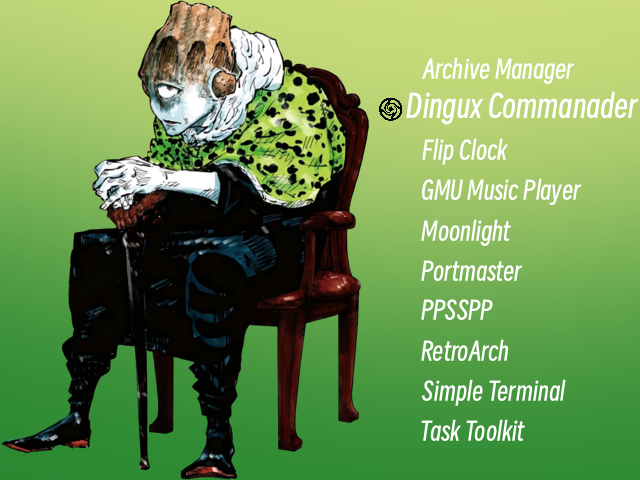 Archive Manager
Dingux Commanader
Flip Clock
GMU Music Player
Moonlight
Portmaster
PPSSPP
RetroArch
Simple Terminal
Task Toolkit